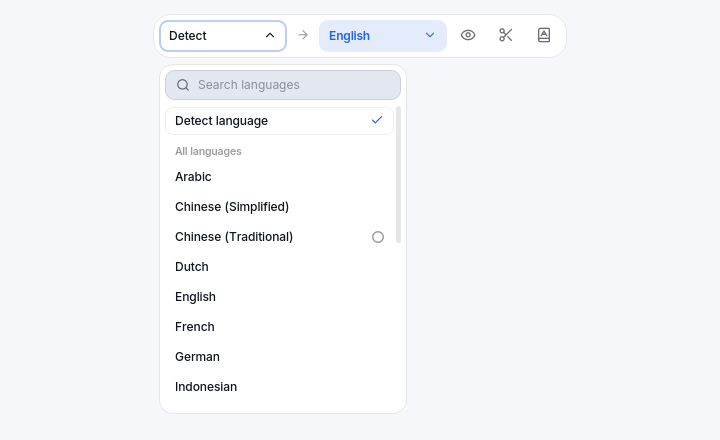 Detect
English
Search languages
Detect language
All languages
Arabic
Chinese (Simplified)
Chinese (Traditional)
Dutch
English
French
German
Indonesian